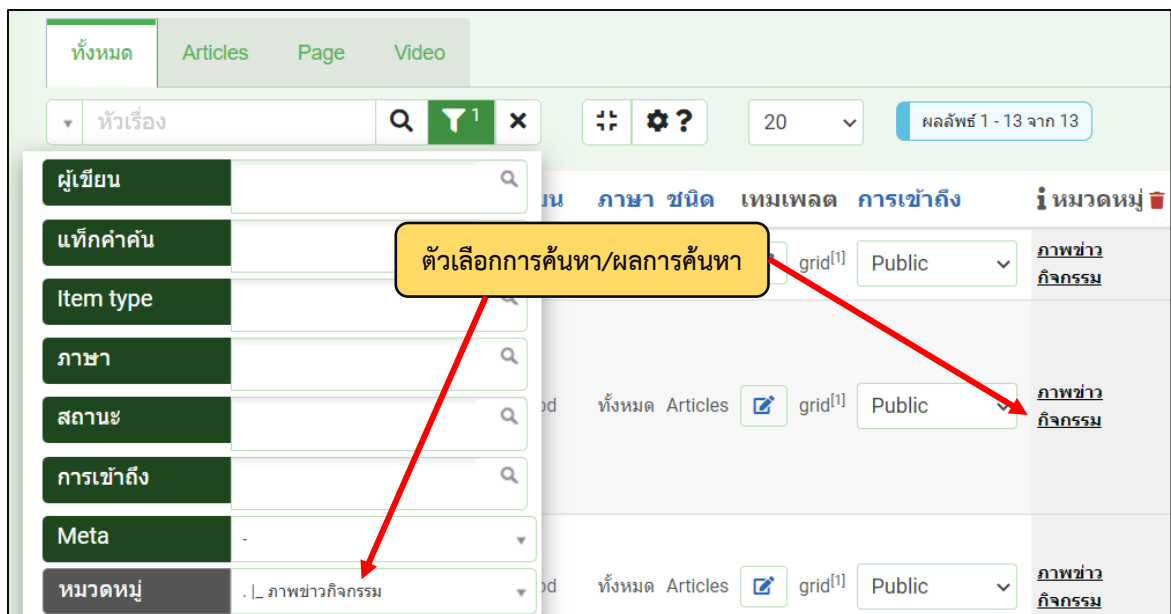 ทั้งหมด Articles Page Video
หัวเรื่อง 1 ? 20 ผลลัพธ์ 1 - 13 จาก 13
ผู้เขียน
ภาษา ชนิด เทมเพลต การเข้าถึง หมวดหมู่
แท็กคำค้น
ตัวเลือกการค้นหา/ผลการค้นหา
grid[1] Public ภาพข่าว
กิจกรรม
Item type
ภาษา
สถานะ
ทั้งหมด Articles grid[1] Public ภาพข่าว
กิจกรรม
การเข้าถึง
Meta -
หมวดหมู่ . |_ ภาพข่าวกิจกรรม
ทั้งหมด Articles grid[1] Public ภาพข่าว
กิจกรรม